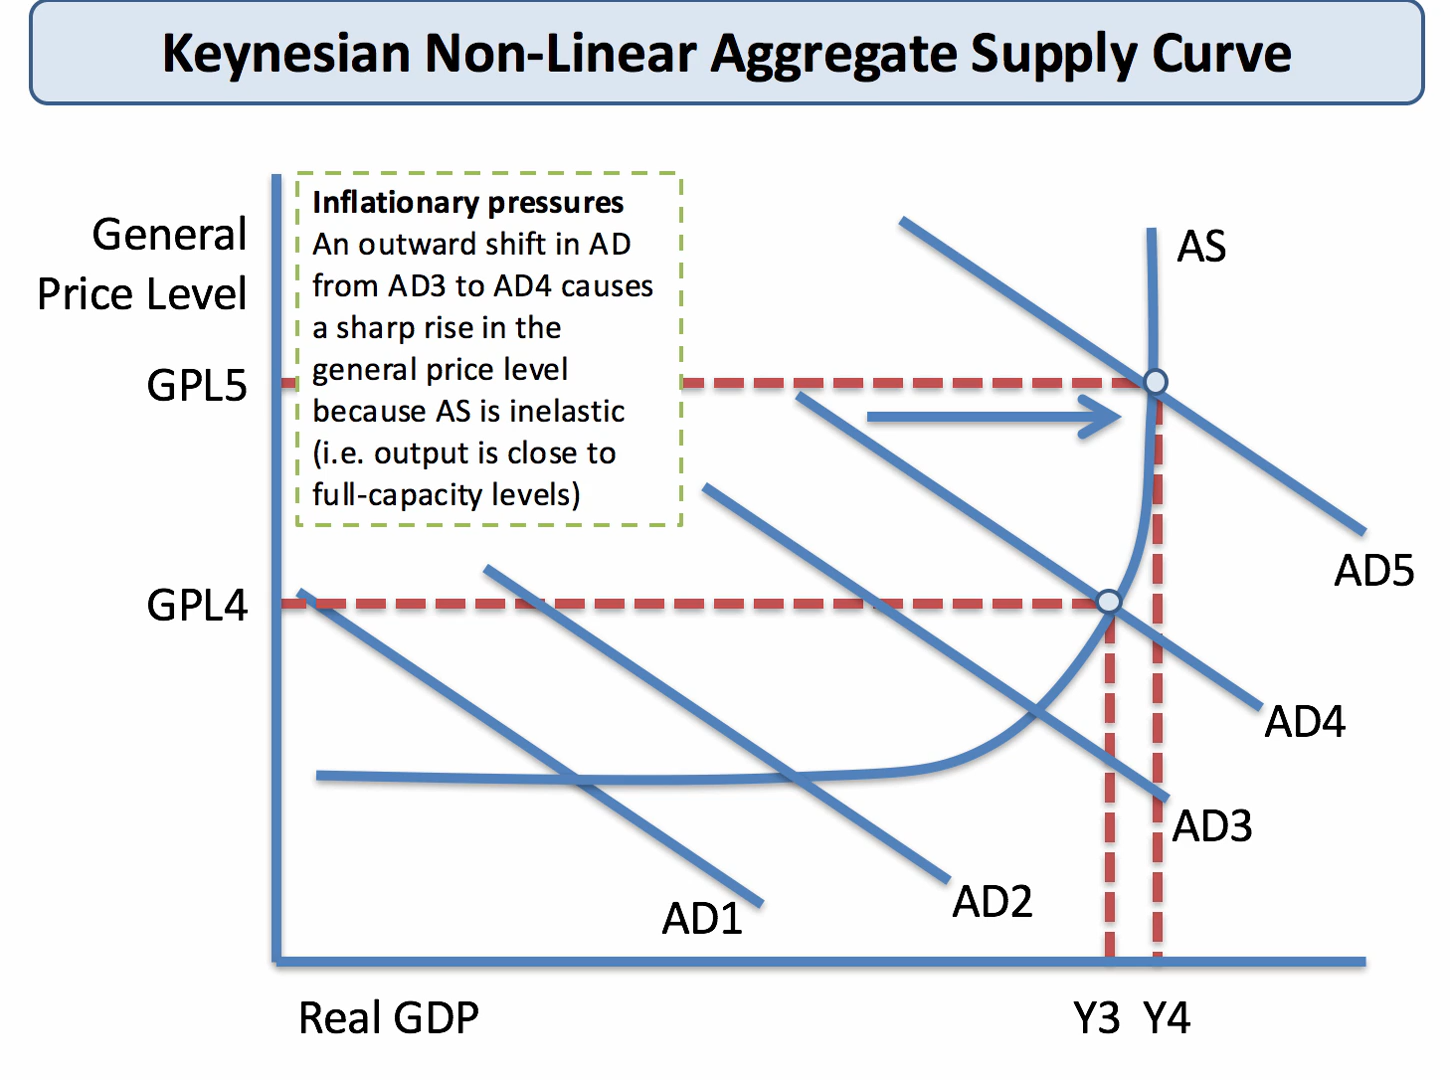 Keynesian Non-Linear Aggregate Supply Curve
General
Price Level
Inflationary pressures
An outward shift in AD
from AD3 to AD4 causes
a sharp rise in the
general price level
because AS is inelastic
(i.e. output is close to
full-capacity levels)
AS
GPL5
AD5
GPL4
AD4
AD3
AD2
AD1
Real GDP
Y3
Y4